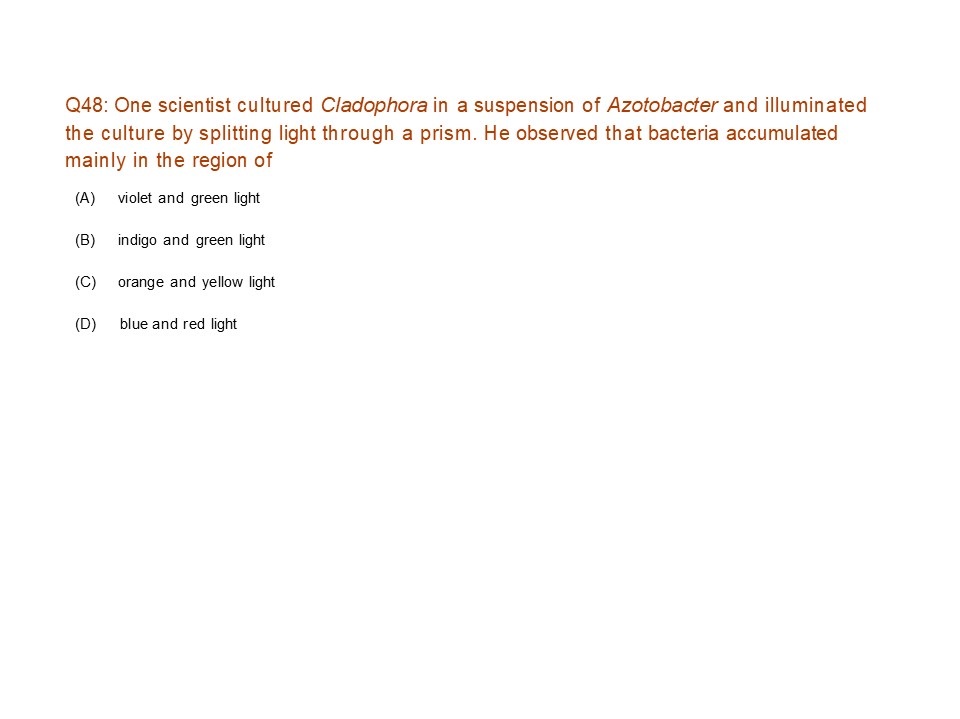 Q48: One scientist cultured Cladophora in a suspension of Azotobacter and illuminated
the culture by splitting light through a prism. He observed that bacteria accumulated
mainly in the region of
(A) violet and green light
(B) indigo and green light
(C) orange and yellow light
(D) blue and red light